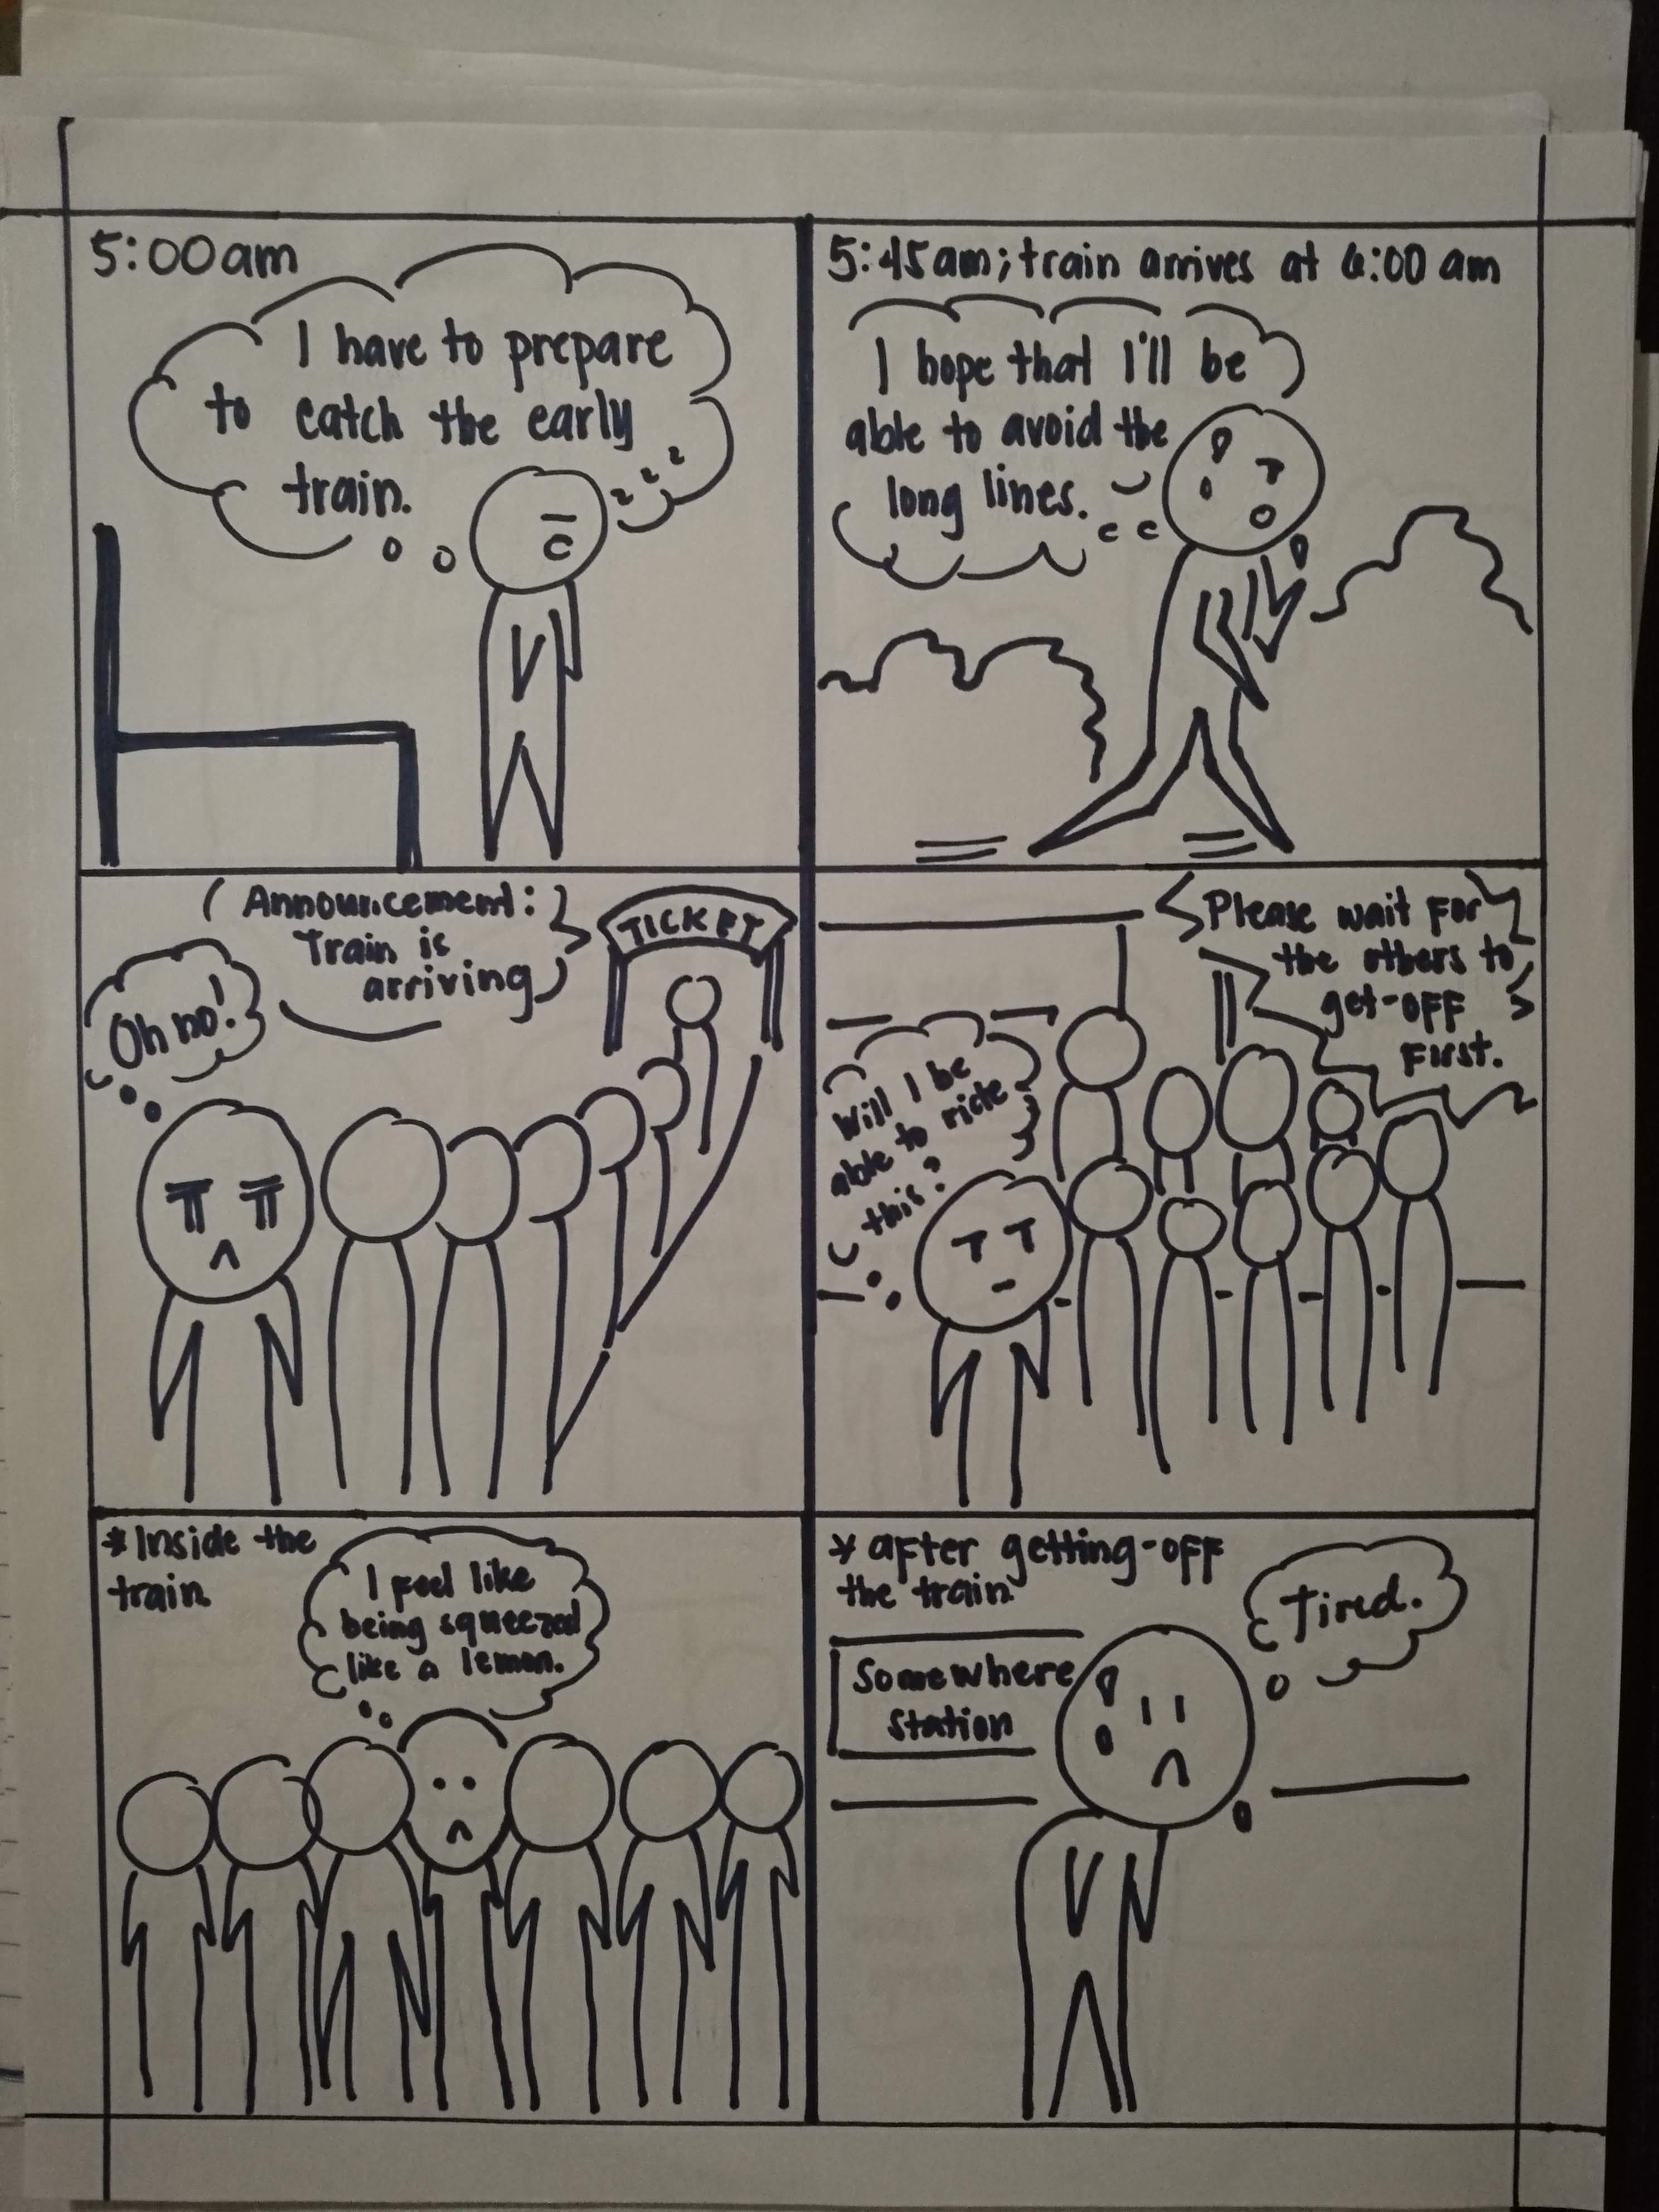 5:00am
I have to prepare
to catch the early
train.
z z z
5:45am; train arrives at 6:00 am
I hope that I'll be
able to avoid the
long lines.
Announcement:
Train is
arriving
TICKET
Oh no!
Please wait for
the others to
get-off
First.
Will I be
able to ride
this?
*Inside the
train
I feel like
being squeezed
like a lemon.
* after getting-off
the train
Somewhere
Station
Tired.